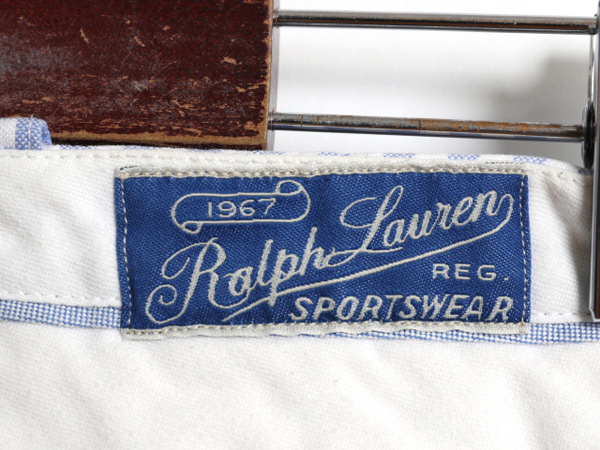 1967
Ralph Lauren
REG.
SPORTSWEAR